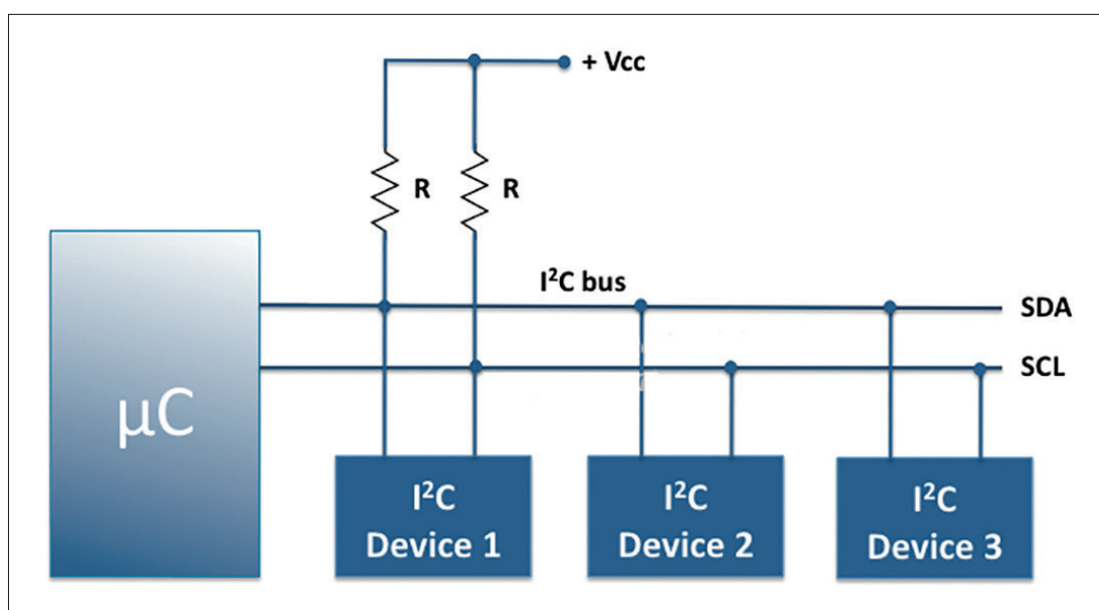 + Vcc
R
R
I²C bus
SDA
SCL
µC
I²C
Device 1
I²C
Device 2
I²C
Device 3